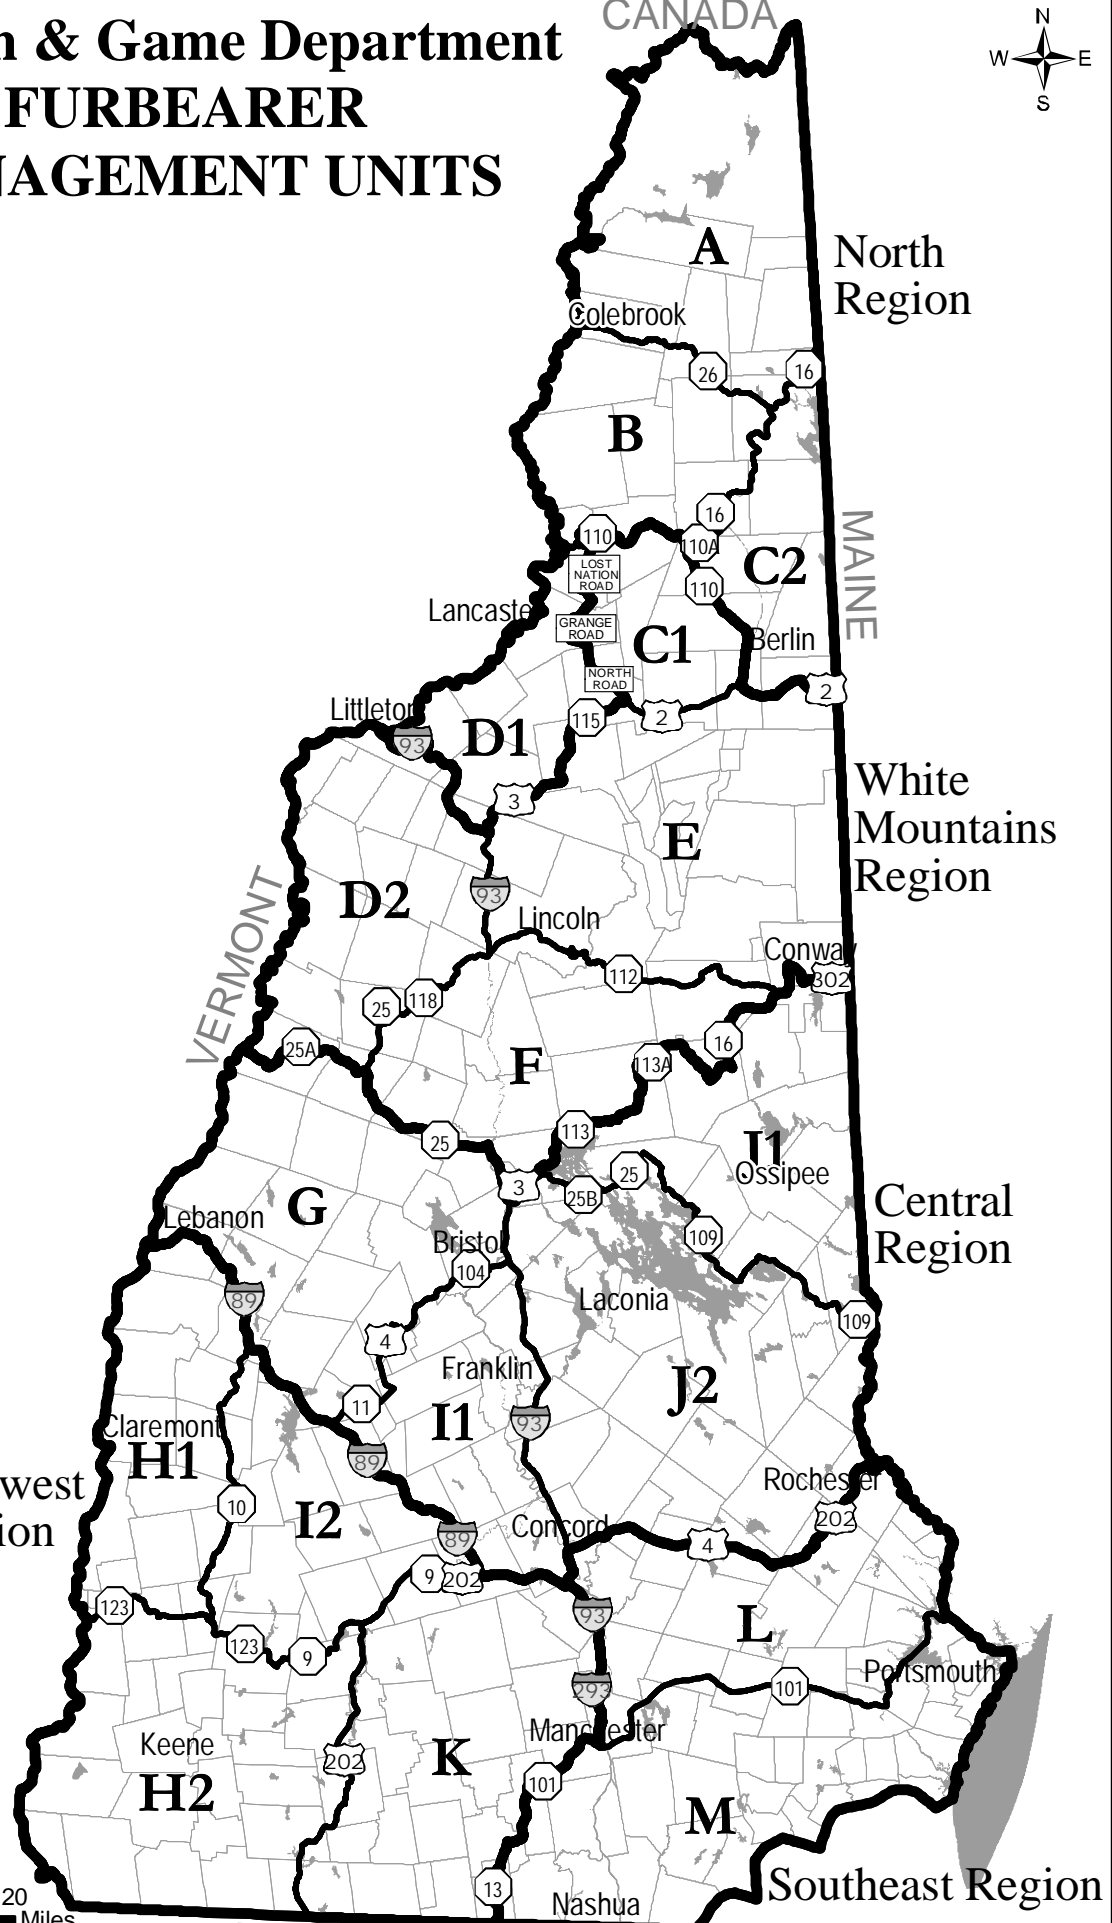 CANADA
& Game Department
FURBEARER
UNITS
N
W E
S
A
North
Region
Colebrook
26
16
B
16
110
110A
MAINE
C2
LOST
NATION
ROAD
110
Lancaste
GRANGE
ROAD
C1
Berlin
NORTH
ROAD
2
Littleton
115
2
93
D1
3
White
Mountains
Region
E
D2
93
VERMONT
Lincoln
Conway
112
302
118
25
16
25A
F
113A
113
25
J1
Ossipee
25
3
25B
G
Central
Region
Lebanon
109
Bristol
104
89
Laconia
109
4
Franklin
J2
11
93
I1
Claremont
H1
89
west
Rochester
10
202
I2
ion
Concord
89
4
9
202
123
93
L
123
9
Portsmouth
101
293
Manchester
Keene
K
202
101
H2
M
Southeast Region
13
20
Nashua
Miles